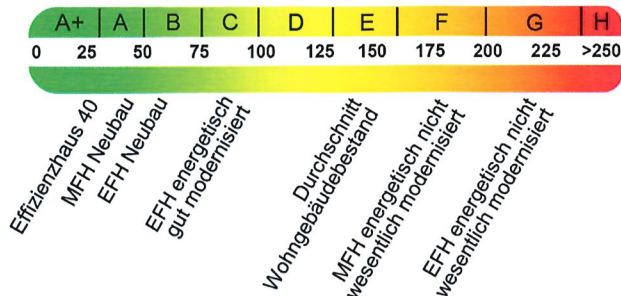 A+ A B C D E F G H
0 25 50 75 100 125 150 175 200 225 >250
Effizienzhaus 40
MFH Neubau
EFH Neubau
EFH energetisch
gut modernisiert
Durchschnitt
Wohngebäudebestand
MFH energetisch nicht
wesentlich modernisiert
EFH energetisch nicht
wesentlich modernisiert